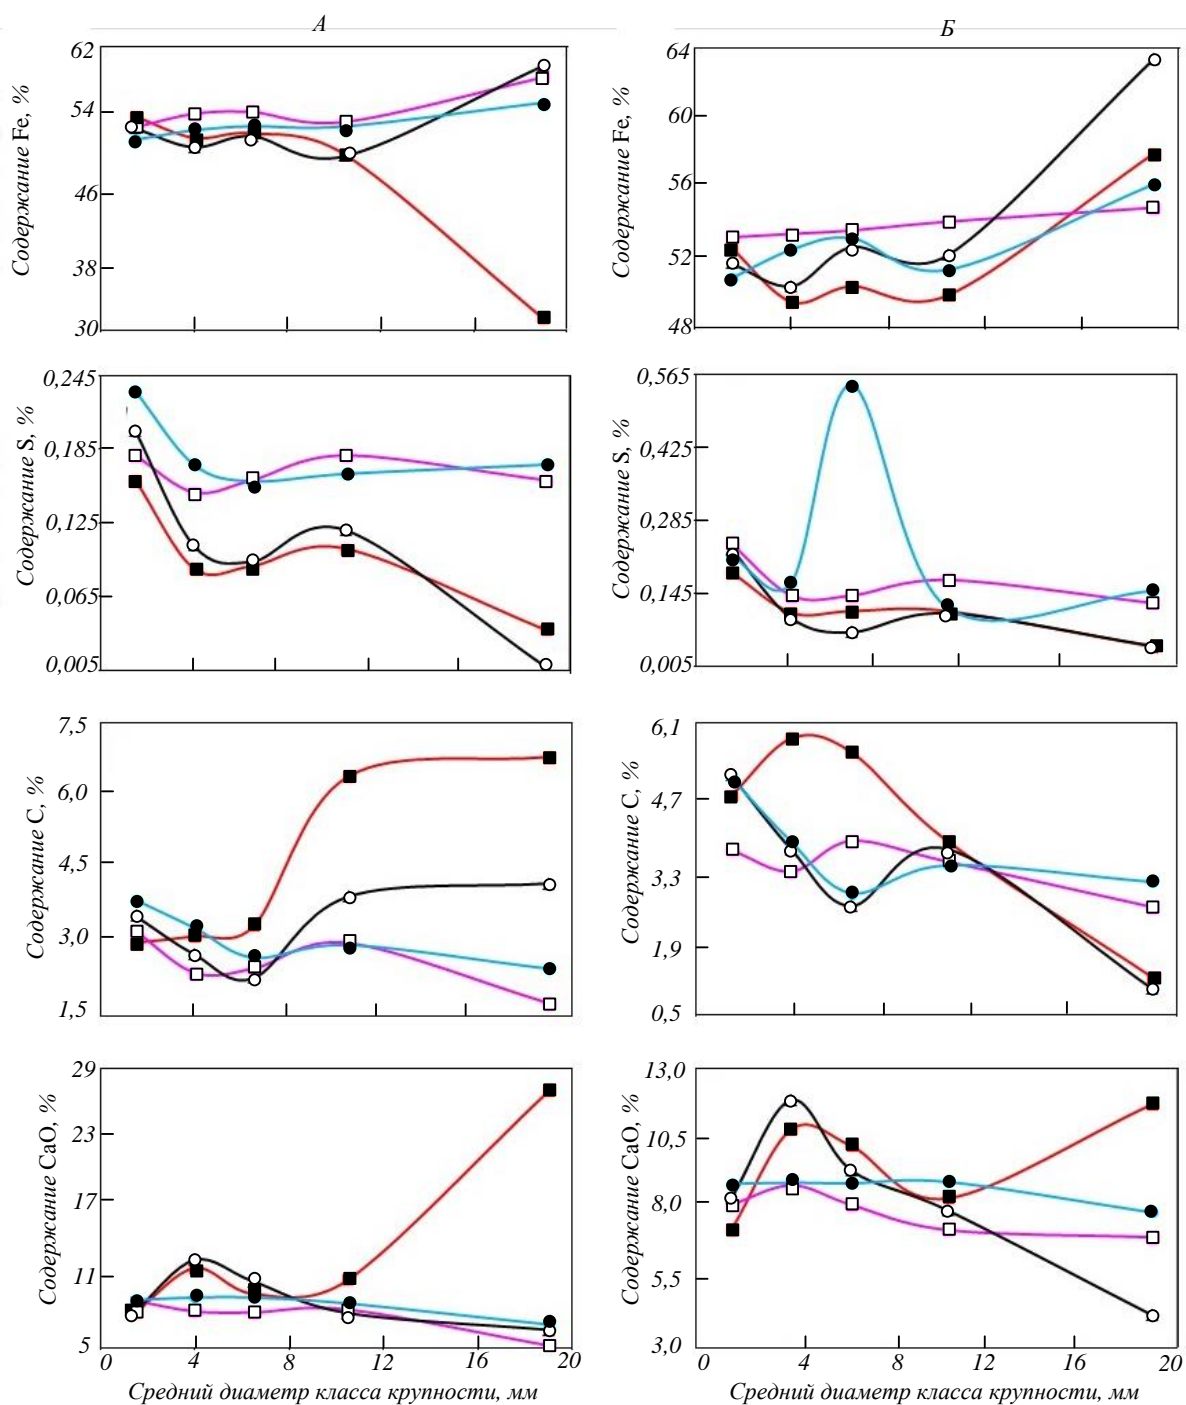 А
Б
Содержание Fe, %
62
54
46
38
30
Содержание Fe, %
64
60
56
52
48
Содержание S, %
0,245
0,185
0,125
0,065
0,005
Содержание S, %
0,565
0,425
0,285
0,145
0,005
Содержание C, %
7,5
6,0
4,5
3,0
1,5
Содержание C, %
6,1
4,7
3,3
1,9
0,5
Содержание CaO, %
29
23
17
11
5
0 4 8 12 16 20
Средний диаметр класса крупности, мм
Содержание CaO, %
13,0
10,5
8,0
5,5
3,0
0 4 8 12 16 20
Средний диаметр класса крупности, мм